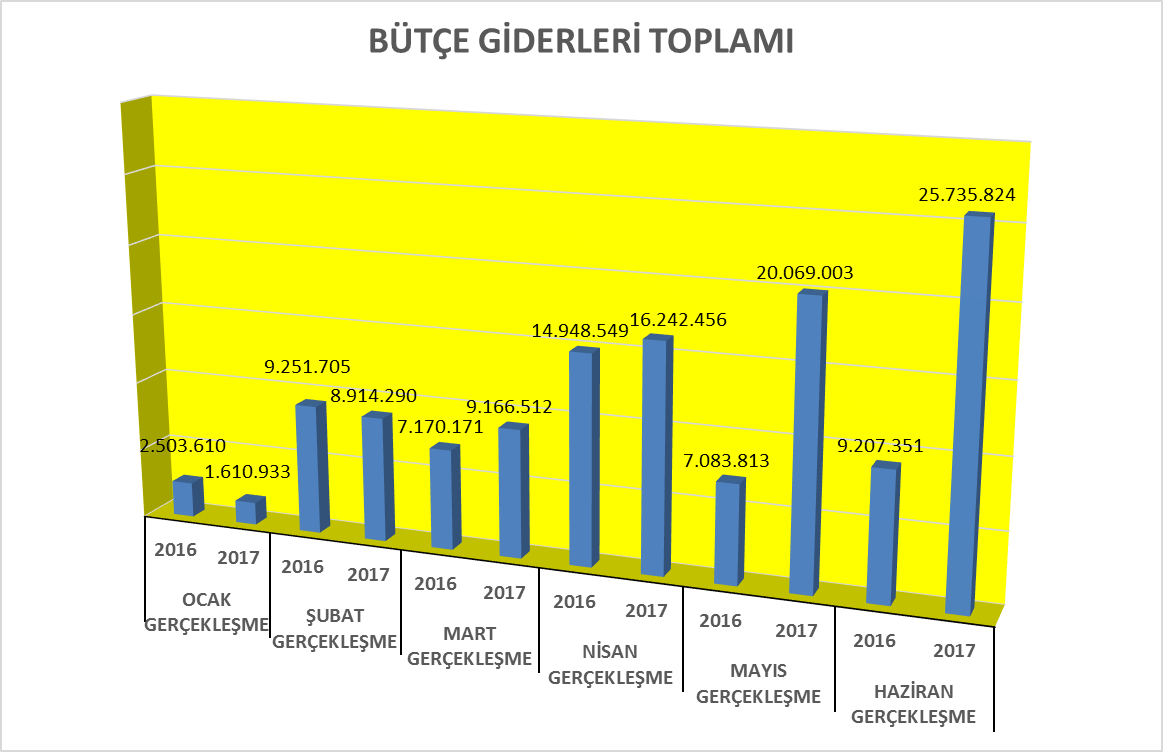 BÜTÇE GİDERLERİ TOPLAMI
2.503.610
1.610.933
9.251.705
8.914.290
7.170.171
9.166.512
14.948.549
16.242.456
7.083.813
20.069.003
9.207.351
25.735.824
2016
2017
2016
2017
2016
2017
2016
2017
2016
2017
2016
2017
OCAK
GERÇEKLEŞME
ŞUBAT
GERÇEKLEŞME
MART
GERÇEKLEŞME
NİSAN
GERÇEKLEŞME
MAYIS
GERÇEKLEŞME
HAZİRAN
GERÇEKLEŞME